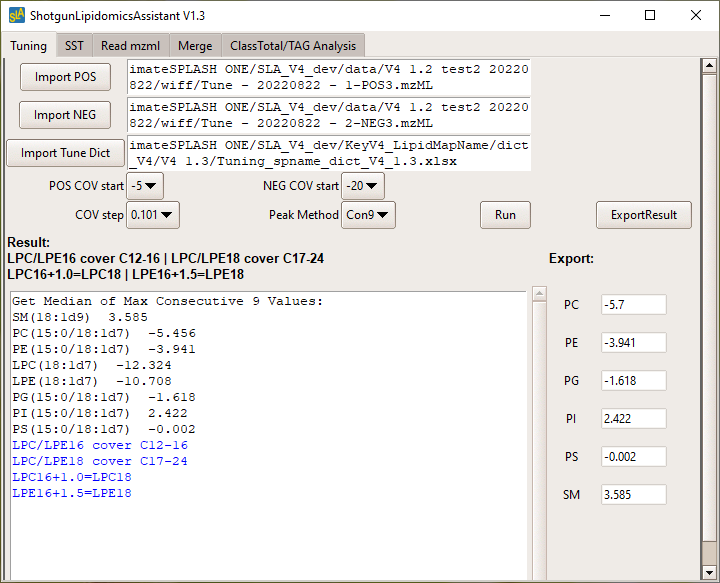 SLA ShotgunLipidomicsAssistant V1.3
Tuning SST Read mzml Merge ClassTotal/TAG Analysis
Import POS
imateSPLASH ONE/SLA_V4_dev/data/V4 1.2 test2 20220
822/wiff/Tune - 20220822 - 1-POS3.mzML
Import NEG
imateSPLASH ONE/SLA_V4_dev/data/V4 1.2 test2 20220
822/wiff/Tune - 20220822 - 2-NEG3.mzML
Import Tune Dict
imateSPLASH ONE/SLA_V4_dev/KeyV4_LipidMapName/dict
_V4/V4 1.3/Tuning_spname_dict_V4_1.3.xlsx
POS COV start -5 NEG COV start -20
COV step 0.101 Peak Method Con9 Run ExportResult
Result:
LPC/LPE16 cover C12-16 | LPC/LPE18 cover C17-24
LPC16+1.0=LPC18 | LPE16+1.5=LPE18
Export:
Get Median of Max Consecutive 9 Values:
SM(18:1d9) 3.585
PC(15:0/18:1d7) -5.456
PE(15:0/18:1d7) -3.941
LPC(18:1d7) -12.324
LPE(18:1d7) -10.708
PG(15:0/18:1d7) -1.618
PI(15:0/18:1d7) 2.422
PS(15:0/18:1d7) -0.002
LPC/LPE16 cover C12-16
LPC/LPE18 cover C17-24
LPC16+1.0=LPC18
LPE16+1.5=LPE18
PC -5.7
PE -3.941
PG -1.618
PI 2.422
PS -0.002
SM 3.585